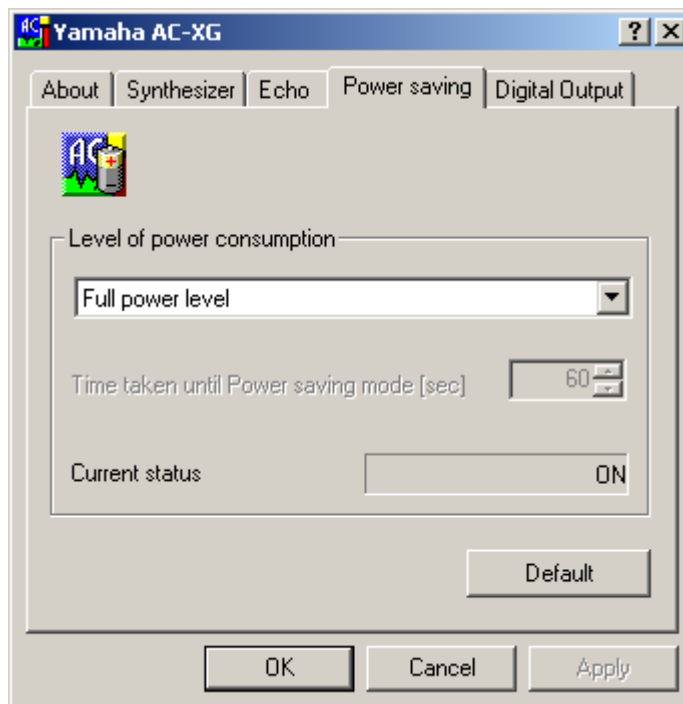 Yamaha AC-XG
About Synthesizer Echo Power saving Digital Output
AC
Level of power consumption
Full power level
Time taken until Power saving mode [sec] 60
Current status ON
Default
OK Cancel Apply